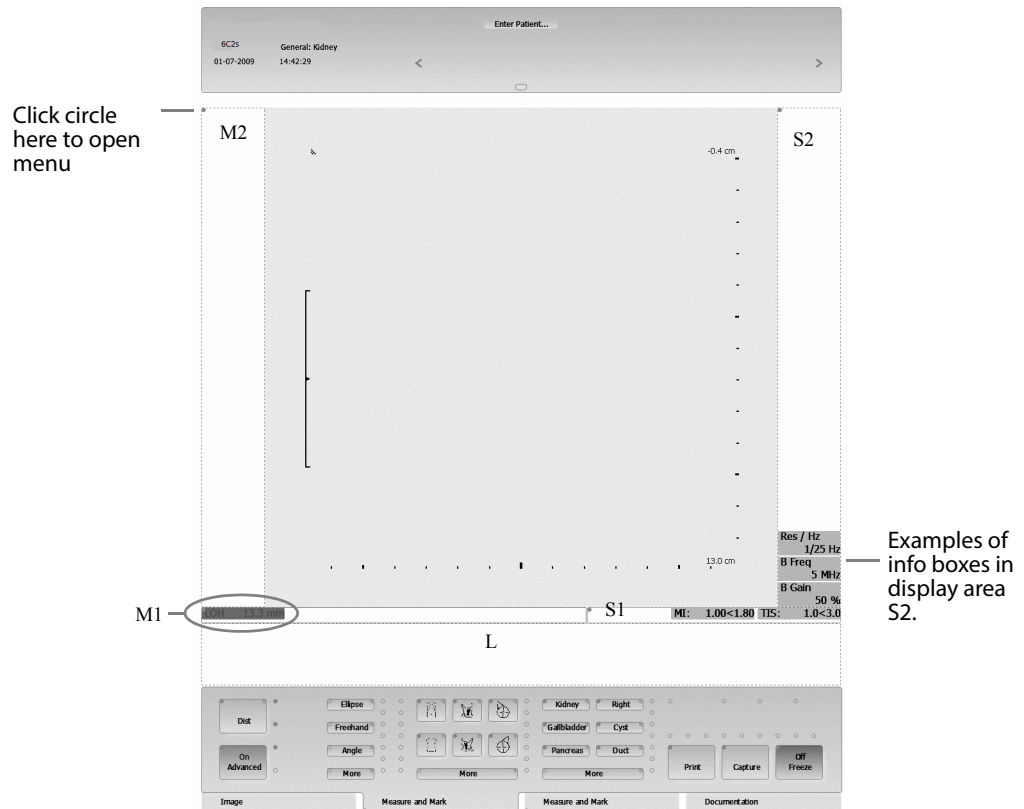 Enter Patient...
6C2s General: Kidney
01-07-2009 14:42:29 < >
Click circle
here to open
menu
M2
S2
-0.4 cm
13.0 cm
Res / Hz
1/25 Hz
B Freq
5 MHz
B Gain
50 %
Examples of
info boxes in
display area
S2.
M1
LOH 13.3 mm
S1
MI: 1.00<1.80 TIS: 1.0<3.0
L
Dist
On
Advanced
Ellipse
Freehand
Angle
More
More
Kidney Right
Gallbladder Cyst
Pancreas Duct
More
Print
Capture
Off
Freeze
Image
Measure and Mark
Measure and Mark
Documentation